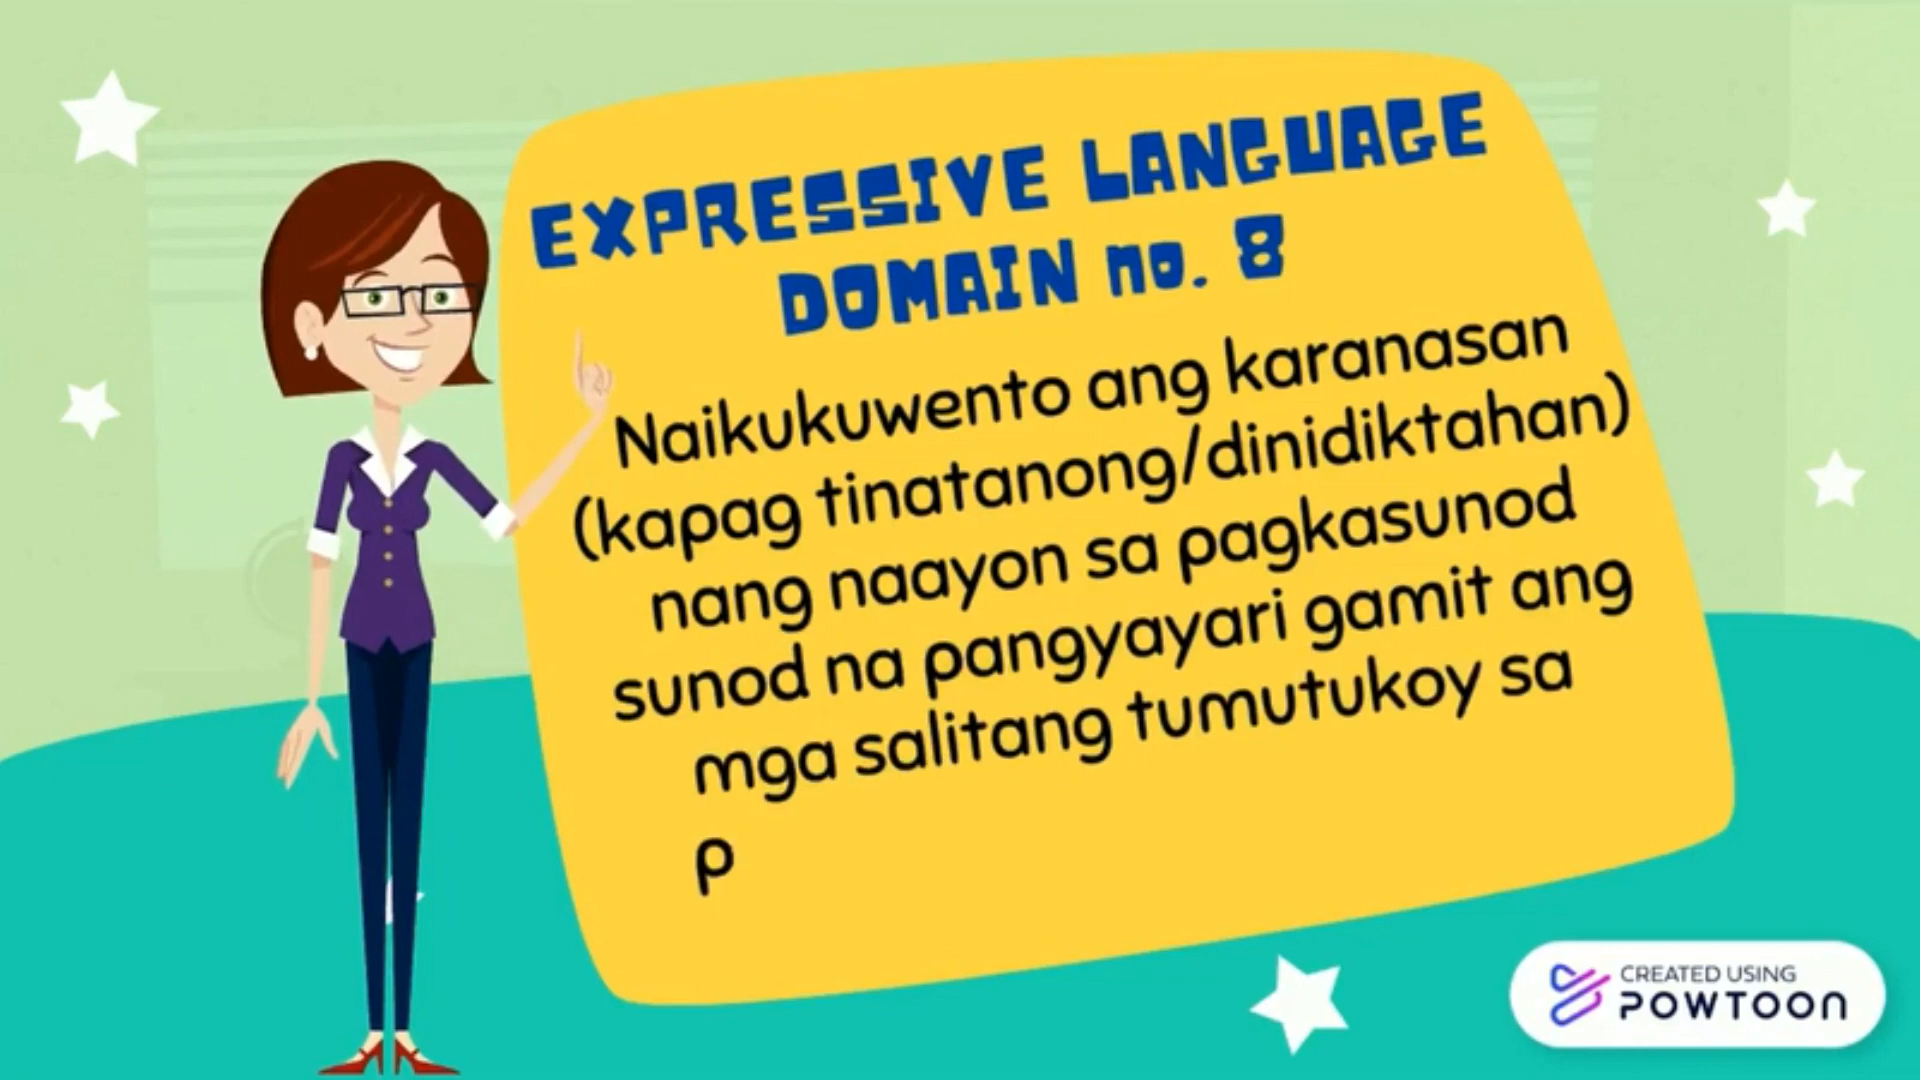 EXPRESSIVE LANGUAGE
DOMAIN no. 8
Naikukuwento ang karanasan
(kapag tinatanong/dinidiktahan)
nang naayon sa pagkasunod
sunod na pangyayari gamit ang
mga salitang tumutukoy sa
p
CREATED USING
POWTOON